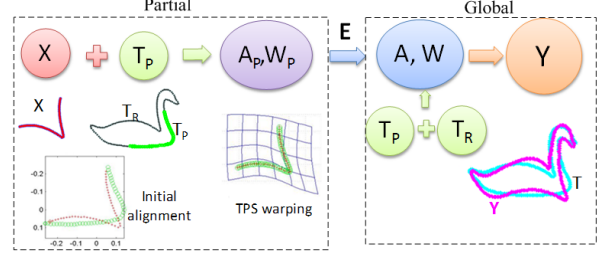 Partial
Global
X + T_P
A_P,W_P
E
A, W
Y
T_P + T_R
X
T_R
T_P
Initial
alignment
TPS warping
-0.2
-0.1
0
0.1
-0.2 -0.1 0 0.1
T
Y